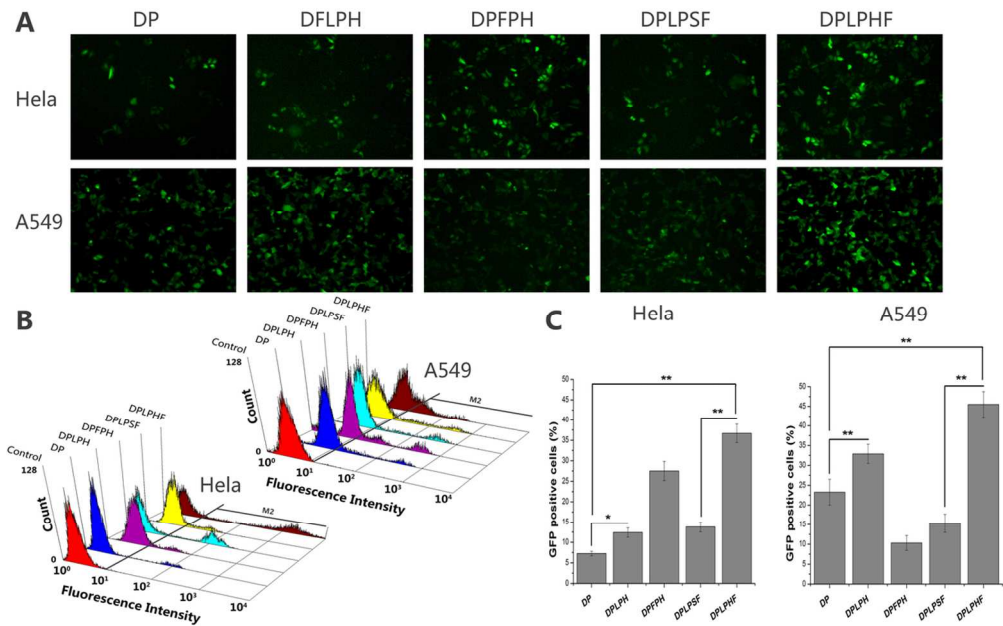 A
DP DFLPH DPFPH DPLPSF DPLPHF
Hela
A549
B
Control DP DPLPH DPFPH DPLPSF DPLPHF
128
Count
0
10⁰ 10¹ 10² 10³ 10⁴
Fluorescence Intensity
A549
M2
Control DP DPLPH DPFPH DPLPSF DPLPHF
128
Count
0
10⁰ 10¹ 10² 10³ 10⁴
Fluorescence Intensity
Hela
M2
C
Hela
GFP positive cells (%)
50
45
40
35
30
25
20
15
10
5
0
*
**
**
DP DPLPH DPFPH DPLPSF DPLPHF
A549
GFP positive cells (%)
50
45
40
35
30
25
20
15
10
5
0
**
**
**
DP DPLPH DPFPH DPLPSF DPLPHF